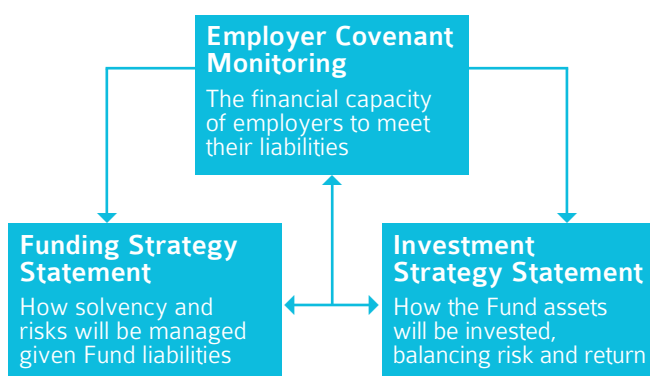 Employer Covenant
Monitoring
The financial capacity
of employers to meet
their liabilities
Funding Strategy
Statement
How solvency and
risks will be managed
given Fund liabilities
Investment
Strategy Statement
How the Fund assets
will be invested,
balancing risk and return